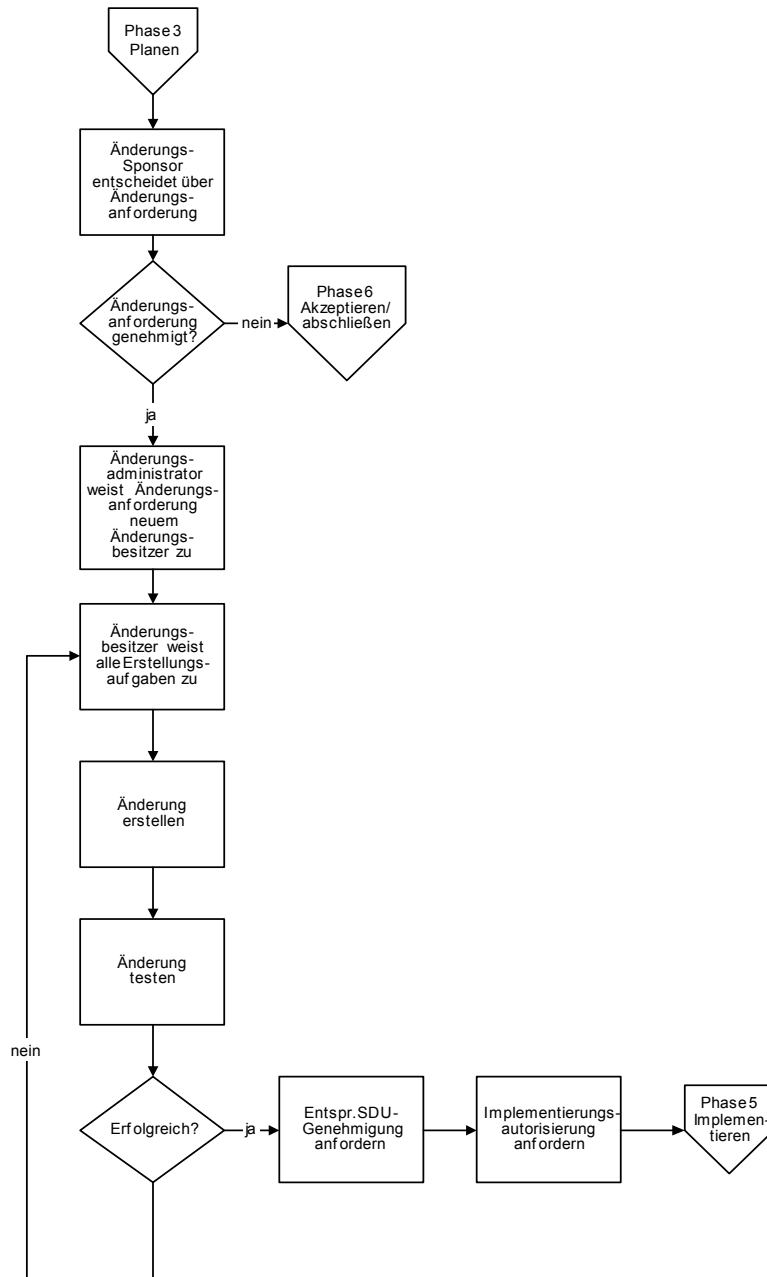 Phase 3
Planen
Änderungs-
Sponsor
entscheidet über
Änderungs-
anforderung
Änderungs-
anforderung
genehmigt?
nein
Phase 6
Akzeptieren/
abschließen
ja
Änderungs-
administrator
weist Änderungs-
anforderung
neuem
Änderungs-
besitzer zu
Änderungs-
besitzer weist
alle Erstellungs-
aufgaben zu
Änderung
erstellen
Änderung
testen
nein
Erfolgreich?
ja
Entspr. SDU-
Genehmigung
anfordern
Implementierungs-
autorisierung
anfordern
Phase 5
Implemen-
tieren